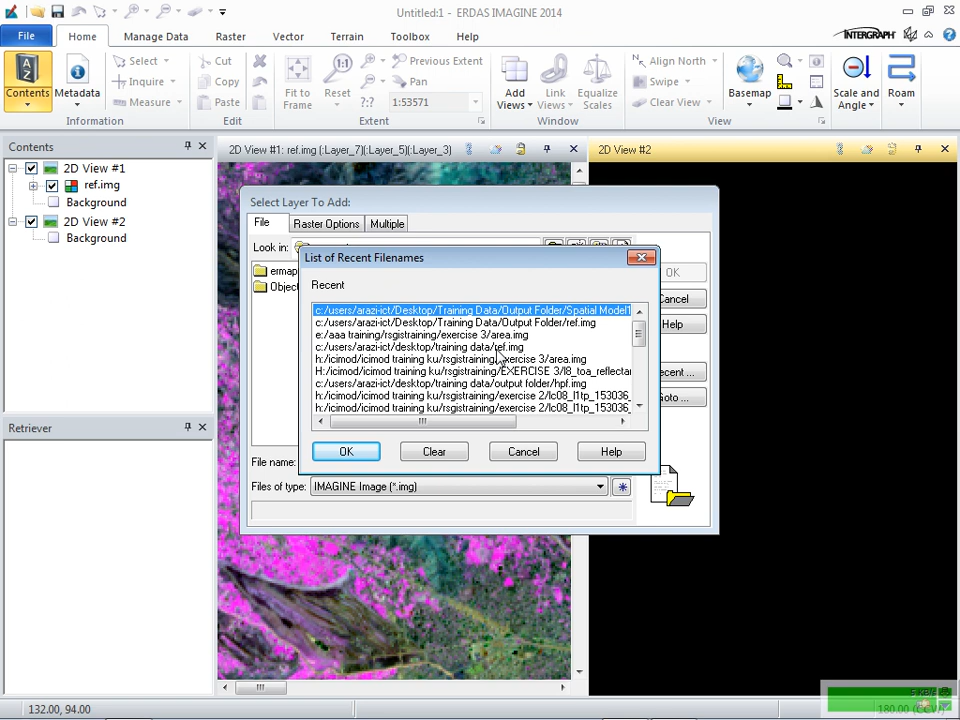 Untitled:1 - ERDAS IMAGINE 2014
File
Home
Manage Data
Raster
Vector
Terrain
Toolbox
Help
INTERGRAPH
Contents
Metadata
Select
Inquire
Measure
Information
Cut
Copy
Paste
Edit
Fit to Frame
Reset
Previous Extent
Pan
1:53571
Extent
Add Views
Link Views
Equalize Scales
Window
Align North
Swipe
Clear View
Basemap
View
Scale and Angle
Roam
Contents
2D View #1
ref.img
Background
2D View #2
Background
Retriever
2D View #1: ref.img (:Layer_7)(:Layer_5)(:Layer_3)
2D View #2
Select Layer To Add:
File
Raster Options
Multiple
Look in:
ermap
Object
OK
Cancel
Help
Recent ...
Goto ...
File name:
Files of type:
IMAGINE Image (*.img)
List of Recent Filenames
Recent
c:/users/arazi-ict/Desktop/Training Data/Output Folder/Spatial Model1
c:/users/arazi-ict/Desktop/Training Data/Output Folder/ref.img
e:/aaa training/rsgistraining/exercise 3/area.img
c:/users/arazi-ict/desktop/training data/ref.img
h:/icimod/icimod training ku/rsgistraining/exercise 3/area.img
H:/icimod/icimod training ku/rsgistraining/EXERCISE 3/l8_toa_reflectar
c:/users/arazi-ict/desktop/training data/output folder/hpf.img
h:/icimod/icimod training ku/rsgistraining/exercise 2/lc08_l1tp_153036_
h:/icimod/icimod training ku/rsgistraining/exercise 2/lc08_l1tp_153036_
OK
Clear
Cancel
Help
132.00, 94.00
180.00 (CCW)